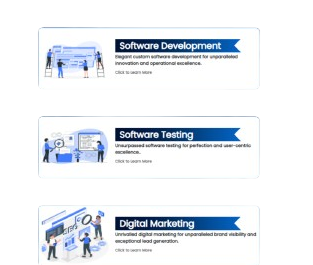 Software Development
Elegant custom software development for unparalleled
innovation and operational excellence.
Click to Learn More
Software Testing
Unsurpassed software testing for perfection and user-centric
excellence.
Click to Learn More
Digital Marketing
Unrivaled digital marketing for unparalleled brand visibility and
exceptional lead generation.
Click to Learn More